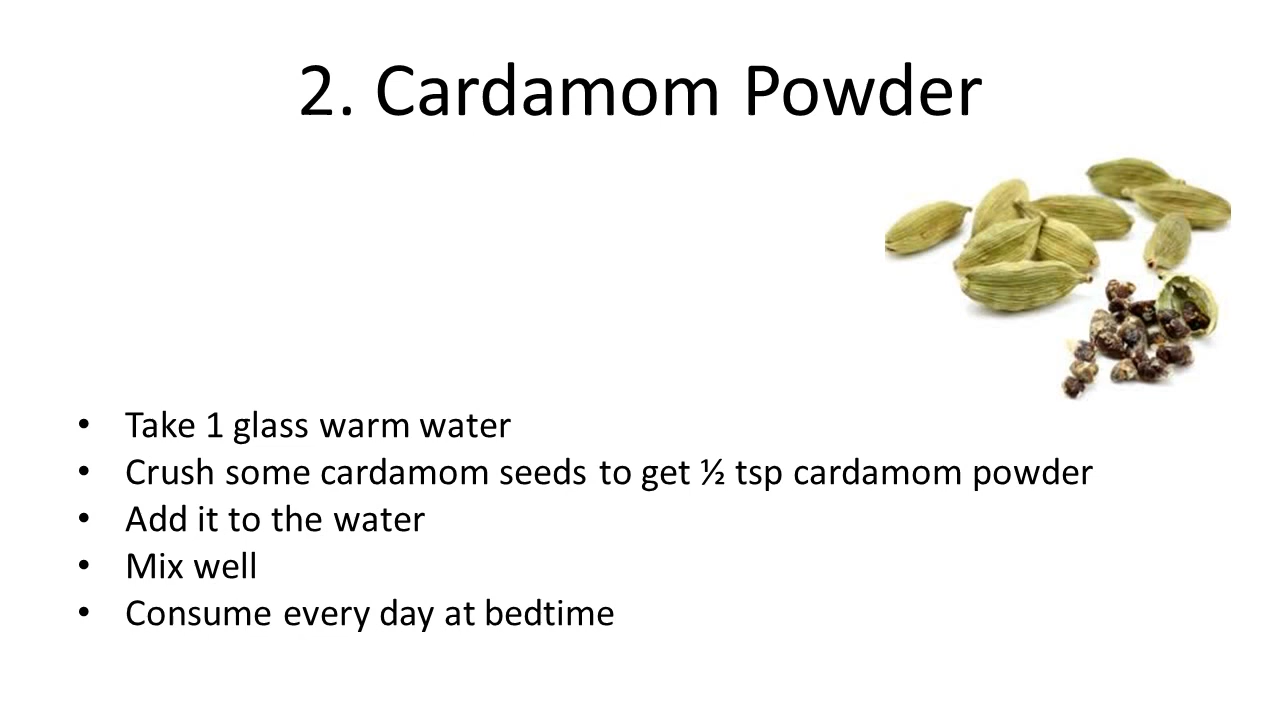 2. Cardamom Powder
• Take 1 glass warm water
• Crush some cardamom seeds to get ½ tsp cardamom powder
• Add it to the water
• Mix well
• Consume every day at bedtime